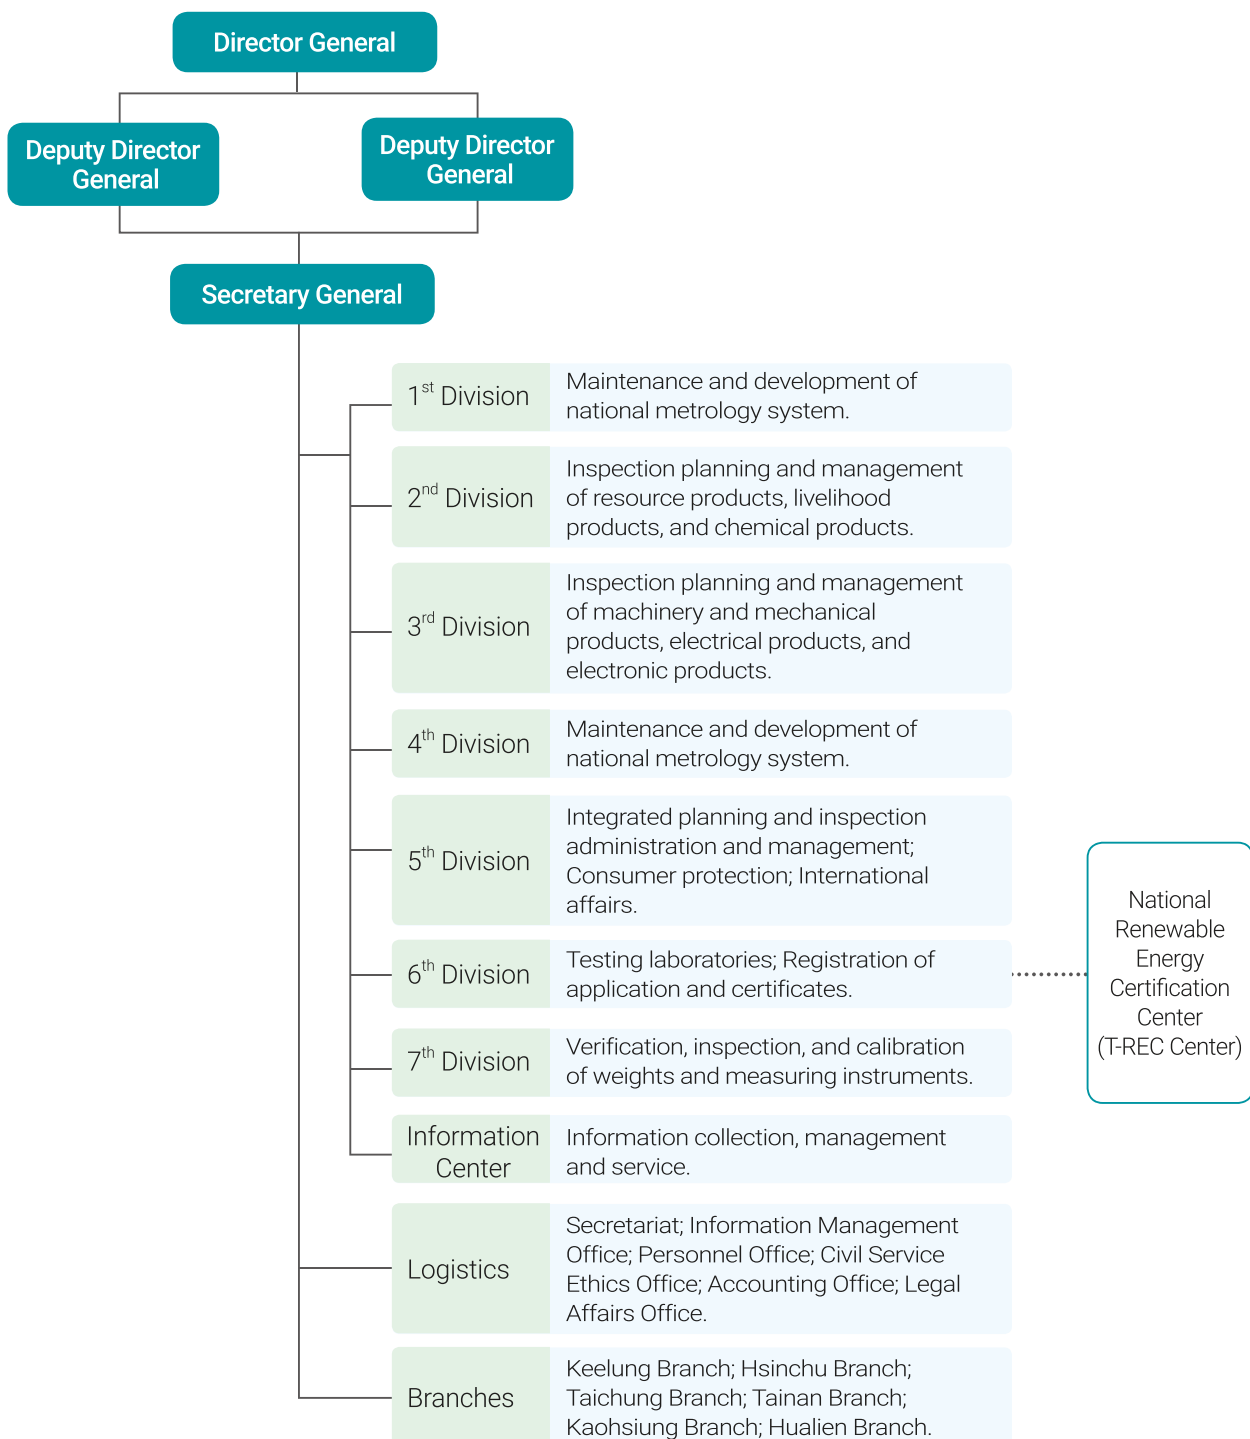 Director General
Deputy Director
General
Deputy Director
General
Secretary General
1st Division
Maintenance and development of
national metrology system.
2nd Division
Inspection planning and management
of resource products, livelihood
products, and chemical products.
3rd Division
Inspection planning and management
of machinery and mechanical
products, electrical products, and
electronic products.
4th Division
Maintenance and development of
national metrology system.
5th Division
Integrated planning and inspection
administration and management;
Consumer protection; International
affairs.
6th Division
Testing laboratories; Registration of
application and certificates.
National
Renewable
Energy
Certification
Center
(T-REC Center)
7th Division
Verification, inspection, and calibration
of weights and measuring instruments.
Information
Center
Information collection, management
and service.
Logistics
Secretariat; Information Management
Office; Personnel Office; Civil Service
Ethics Office; Accounting Office; Legal
Affairs Office.
Branches
Keelung Branch; Hsinchu Branch;
Taichung Branch; Tainan Branch;
Kaohsiung Branch; Hualien Branch.